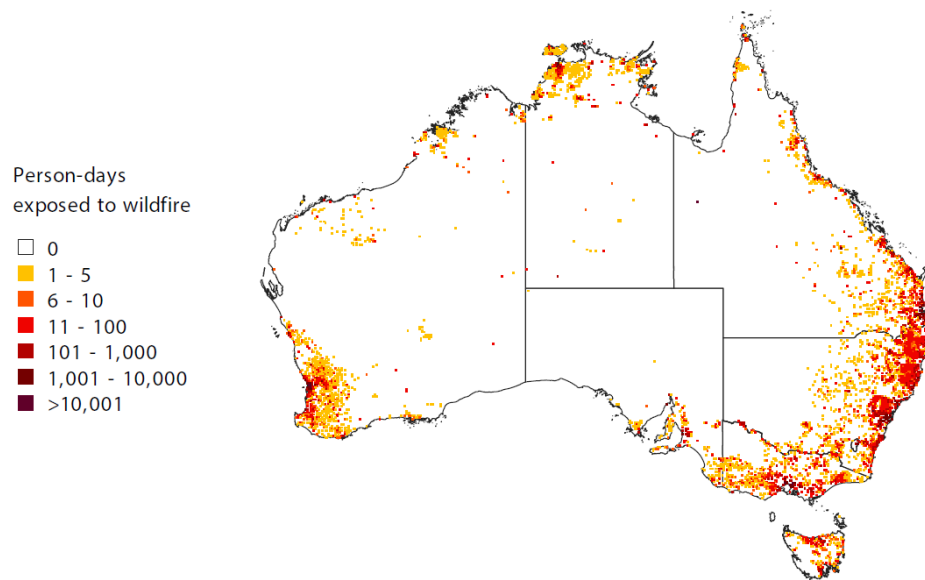 Person-days
exposed to wildfire
0
1 - 5
6 - 10
11 - 100
101 - 1,000
1,001 - 10,000
>10,001